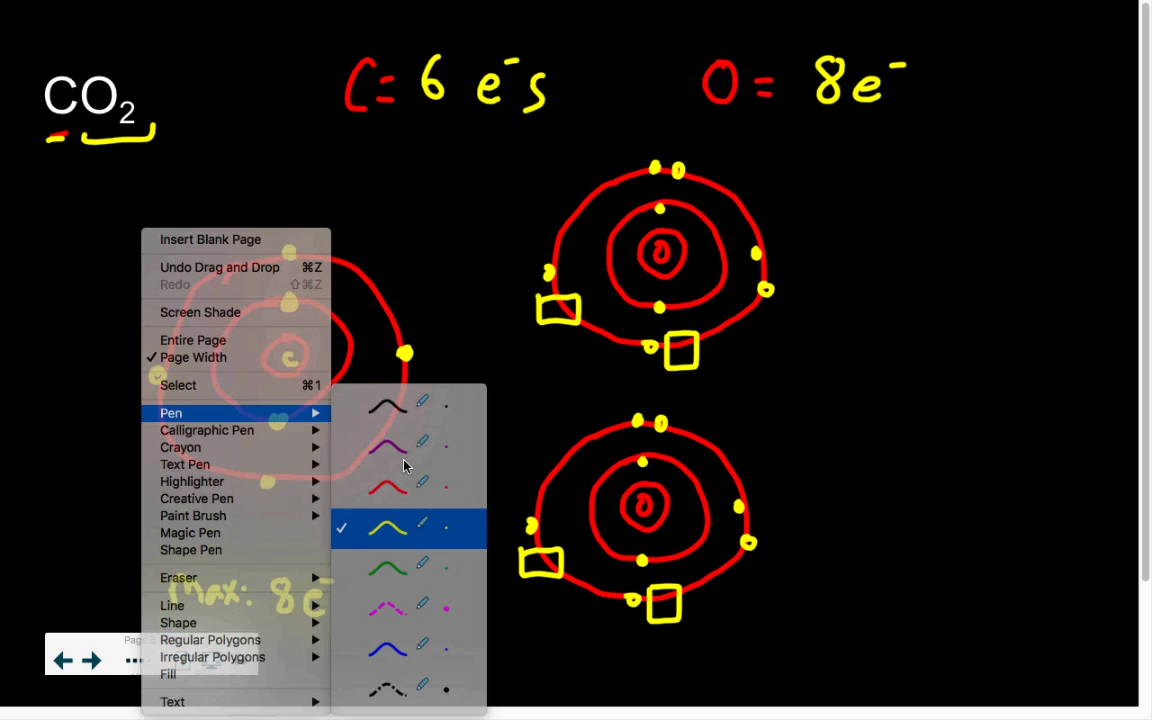 CO₂
C = 6 e⁻s
O = 8e⁻
O
C
O
max: 8e⁻
Insert Blank Page
Undo Drag and Drop ⌘Z
Redo ⇧⌘Z
Screen Shade
Entire Page
✓ Page Width
Select ⌘1
Pen
Calligraphic Pen
Crayon
Text Pen
Highlighter
Creative Pen
Paint Brush
Magic Pen
Shape Pen
Eraser
Line
Shape
Regular Polygons
Irregular Polygons
Fill
Text